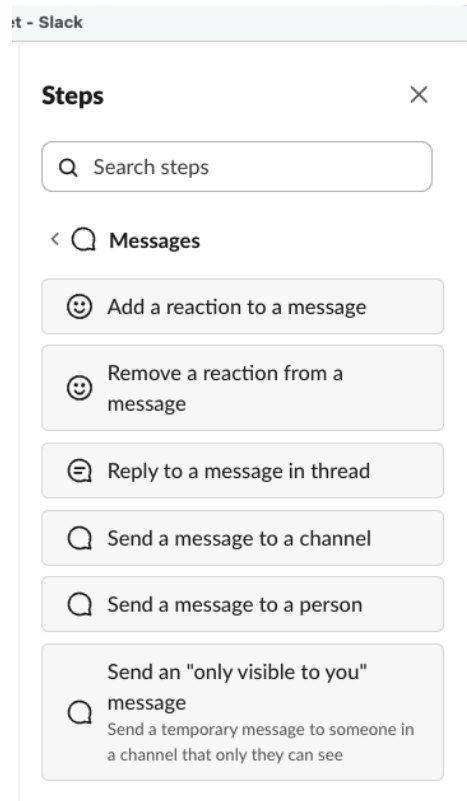 t - Slack
Steps
Search steps
Messages
Add a reaction to a message
Remove a reaction from a
message
Reply to a message in thread
Send a message to a channel
Send a message to a person
Send an "only visible to you"
message
Send a temporary message to someone in
a channel that only they can see